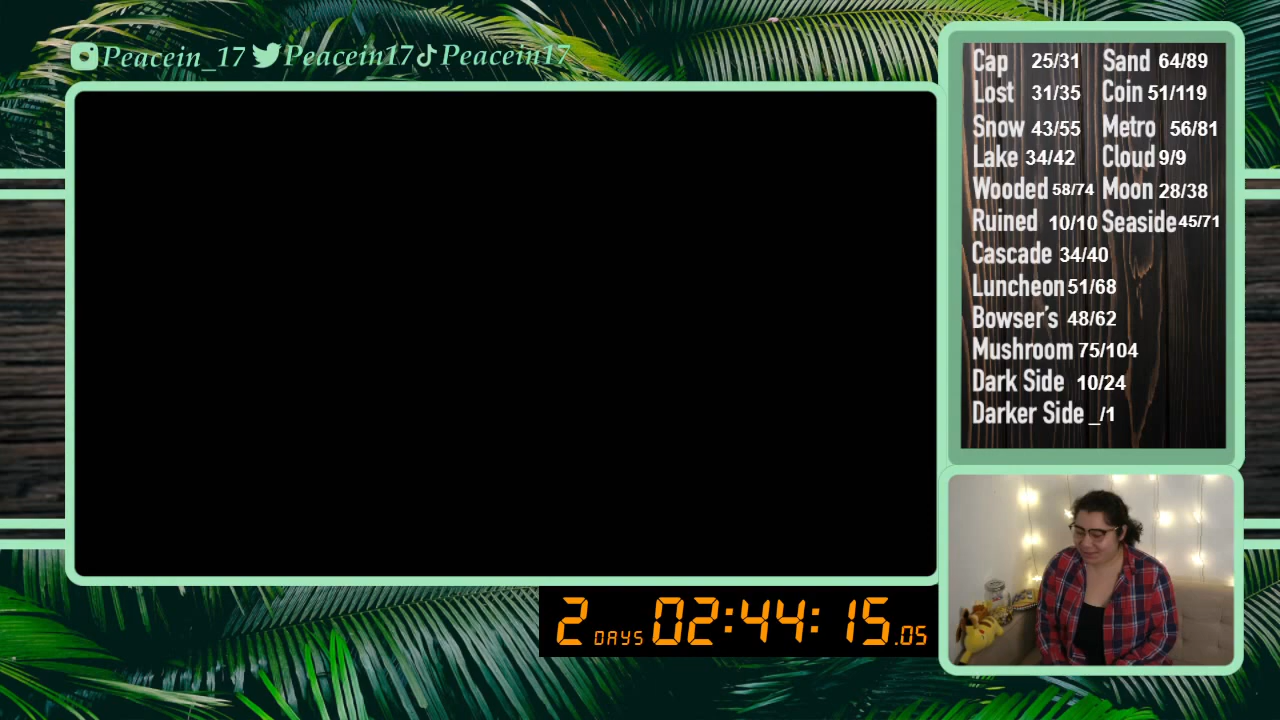 Peacein_17 Peacein17 Peacein17
Cap 25/31 Sand 64/89
Lost 31/35 Coin 51/119
Snow 43/55 Metro 56/81
Lake 34/42 Cloud 9/9
Wooded 58/74 Moon 28/38
Ruined 10/10 Seaside 45/71
Cascade 34/40
Luncheon 51/68
Bowser's 48/62
Mushroom 75/104
Dark Side 10/24
Darker Side _/1
2 DAYS 02:44:15.05